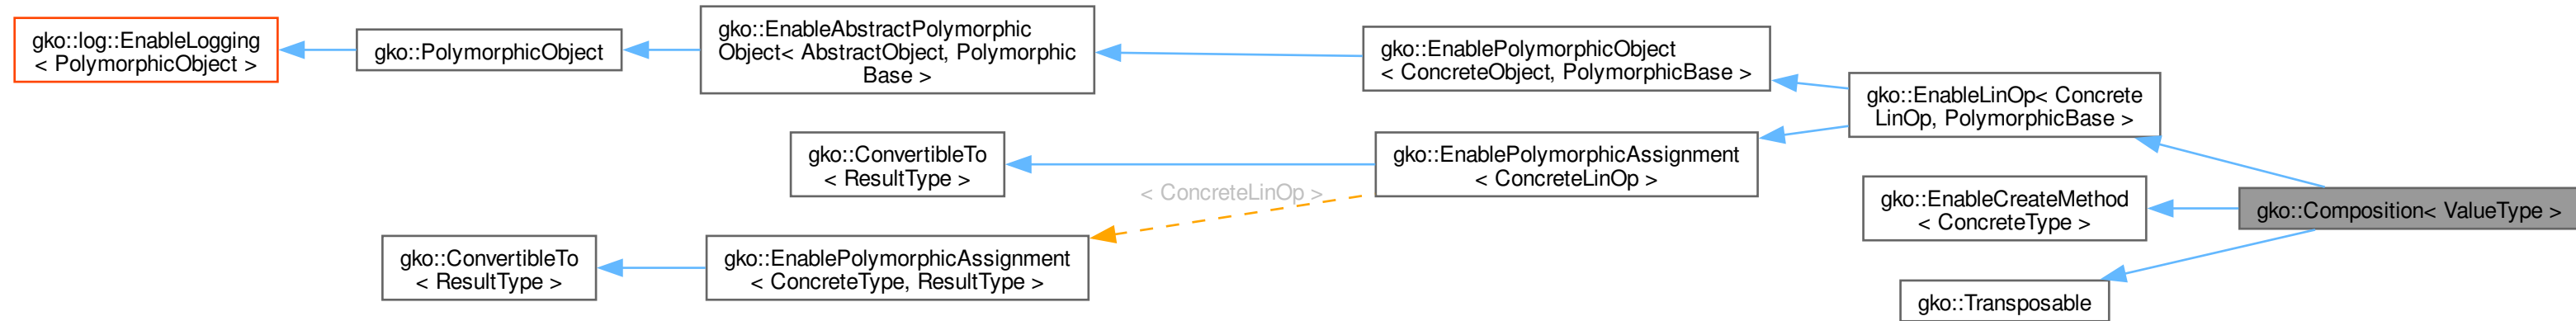 gko::log::EnableLogging
< PolymorphicObject >
gko::PolymorphicObject
gko::EnableAbstractPolymorphic
Object< AbstractObject, Polymorphic
Base >
gko::EnablePolymorphicObject
< ConcreteObject, PolymorphicBase >
gko::EnableLinOp< Concrete
LinOp, PolymorphicBase >
gko::ConvertibleTo
< ResultType >
gko::EnablePolymorphicAssignment
< ConcreteLinOp >
< ConcreteLinOp >
gko::EnableCreateMethod
< ConcreteType >
gko::Composition< ValueType >
gko::ConvertibleTo
< ResultType >
gko::EnablePolymorphicAssignment
< ConcreteType, ResultType >
gko::Transposable